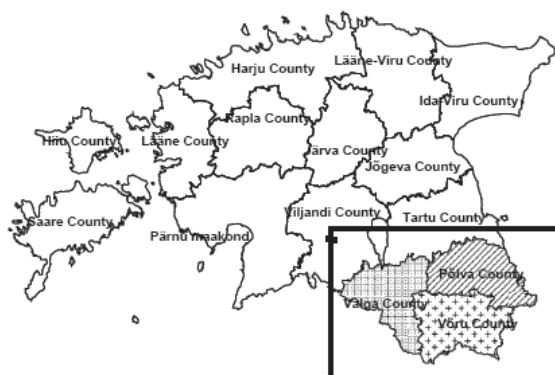 Lääne-Viru County
Harju County
Ida-Viru County
Rapla County
Hiiu County
Lääne County
Järva County
Jõgeva County
Saare County
Viljandi County
Tartu County
Pärnu maakond
Põlva County
Valga County
Võru County